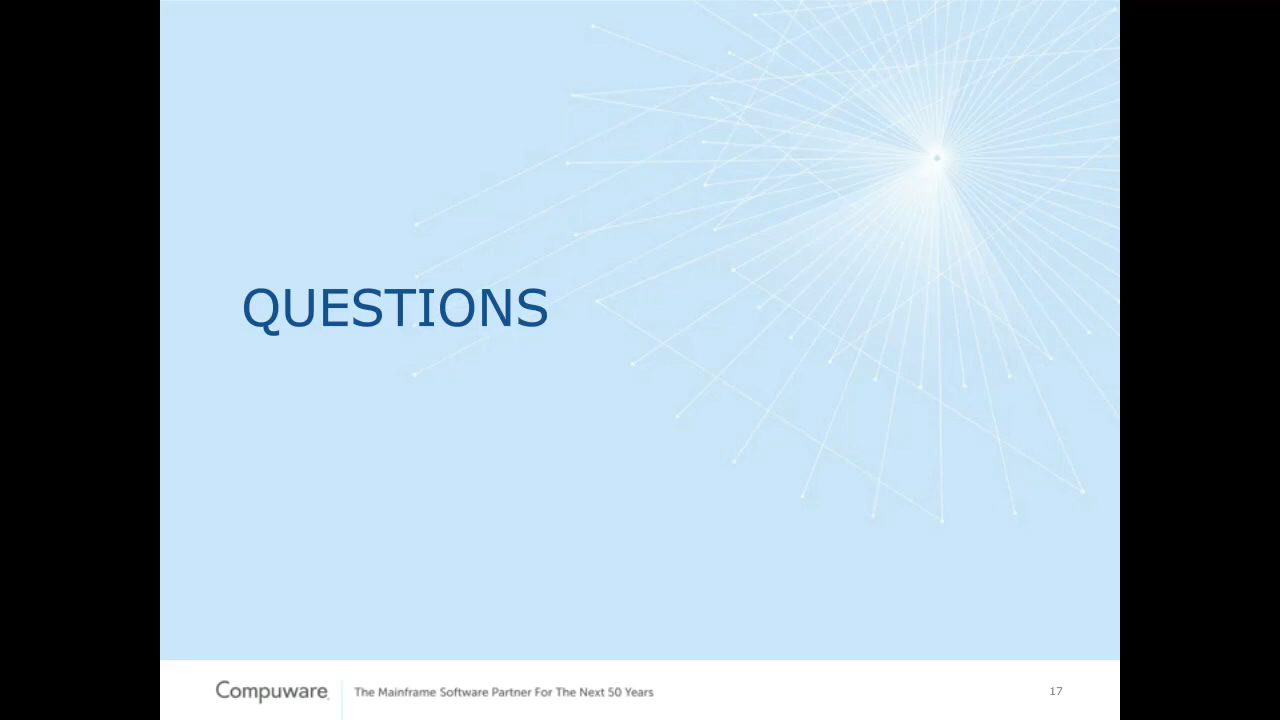 QUESTIONS
Compuware
The Mainframe Software Partner For The Next 50 Years
17